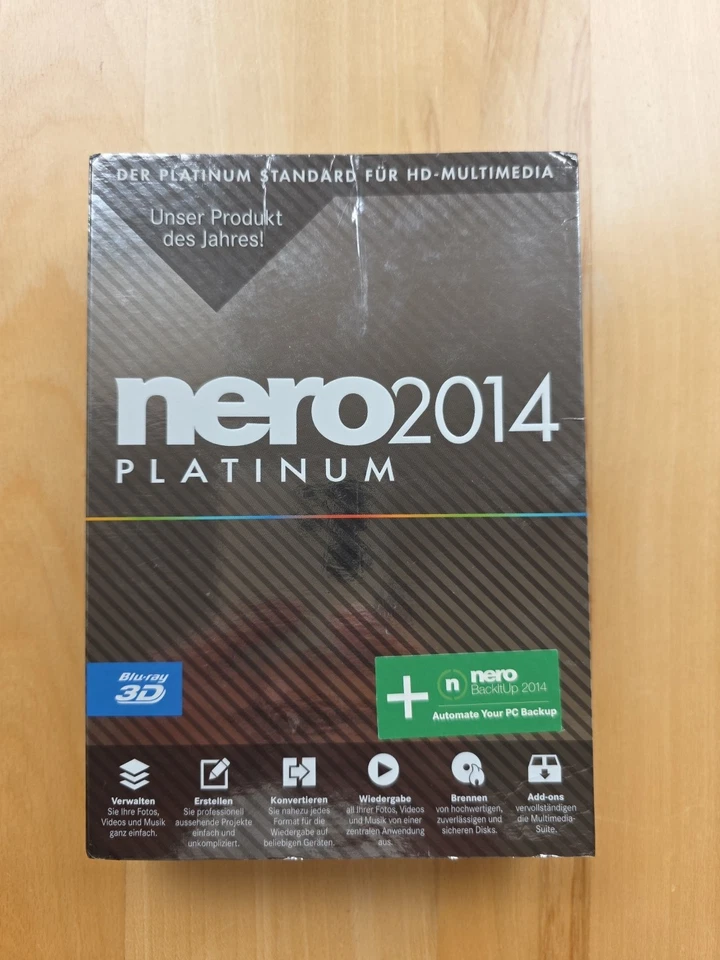 DER PLATINUM STANDARD FÜR HD-MULTIMEDIA
Unser Produkt
des Jahres!
nero2014
PLATINUM
Blu-ray
3D
+
n nero
BackItUp 2014
Automate Your PC Backup
Verwalten
Sie Ihre Fotos,
Videos und Musik
ganz einfach.
Erstellen
Sie professionell
aussehende Projekte
einfach und
unkompliziert.
Konvertieren
Sie nahezu jedes
Format für die
Wiedergabe auf
beliebigen Geräten.
Wiedergabe
all Ihrer Fotos, Videos
und Musik von einer
zentralen Anwendung
aus.
Brennen
von hochwertigen,
zuverlässigen und
sicheren Disks.
Add-ons
vervollständigen
die Multimedia-
Suite.